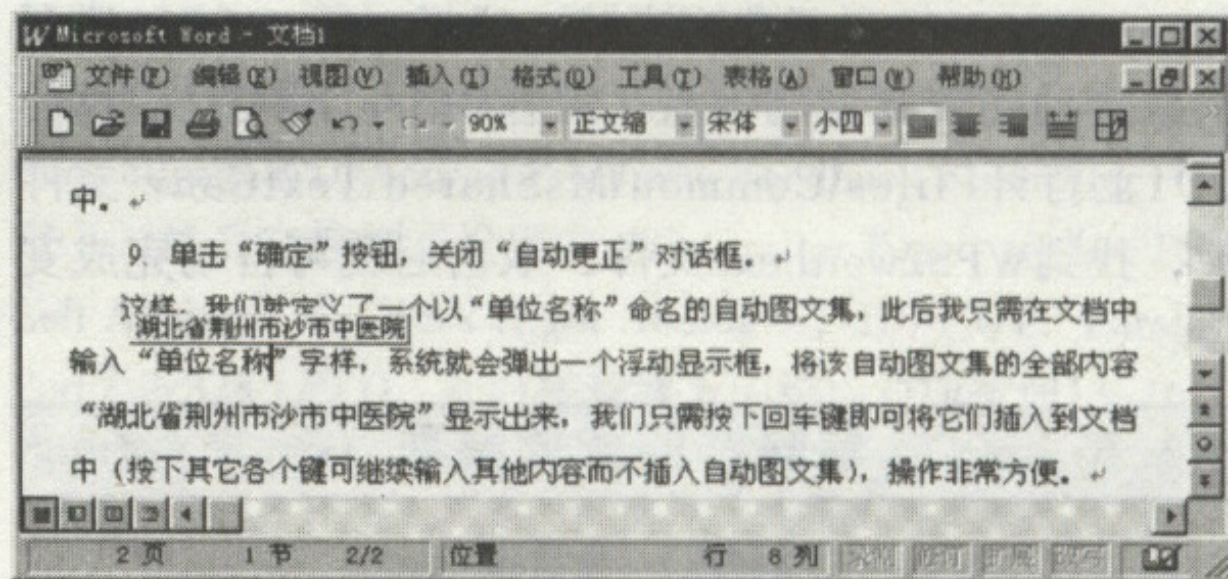 Microsoft Word - 文档1
文件(F) 编辑(E) 视图(V) 插入(I) 格式(O) 工具(T) 表格(A) 窗口(W) 帮助(H)
90% 正文缩 宋体 小四
中。
9. 单击“确定”按钮，关闭“自动更正”对话框。
这样，我们就定义了一个以“单位名称”命名的自动图文集，此后我只需在文档中
湖北省荆州市沙市中医院
输入“单位名称”字样，系统就会弹出一个浮动显示框，将该自动图文集的全部内容
“湖北省荆州市沙市中医院”显示出来，我们只需按下回车键即可将它们插入到文档
中（按下其它各个键可继续输入其他内容而不插入自动图文集），操作非常方便。
2 页 1 节 2/2 位置 行 8 列 录制 修订 扩展 改写